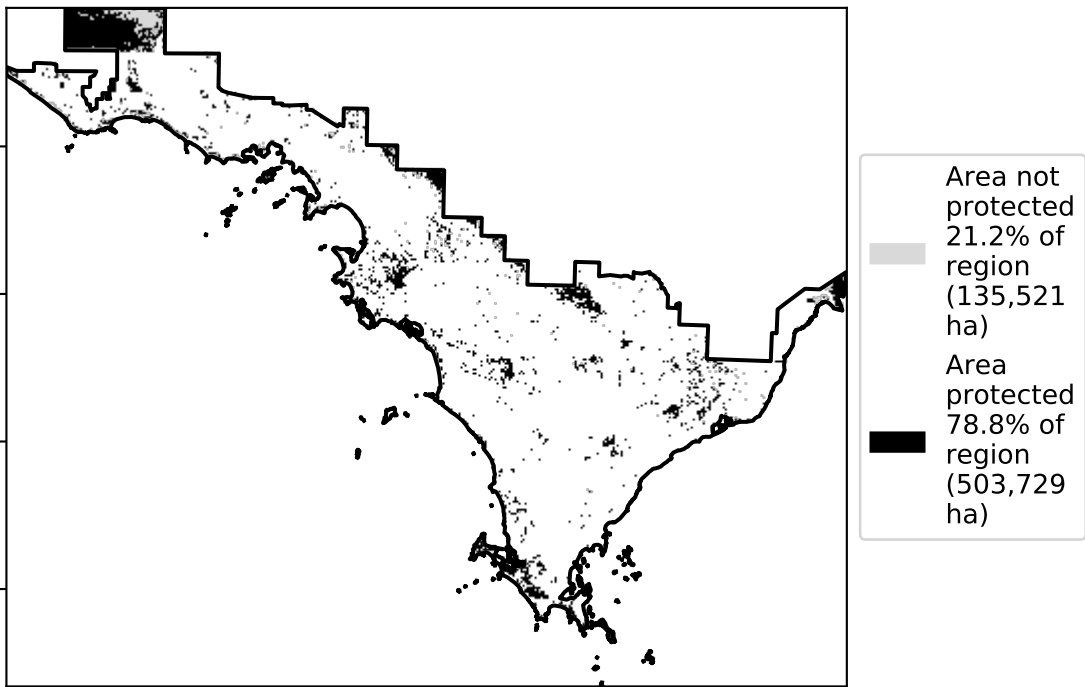 Area not
protected
21.2% of
region
(135,521
ha)
Area
protected
78.8% of
region
(503,729
ha)